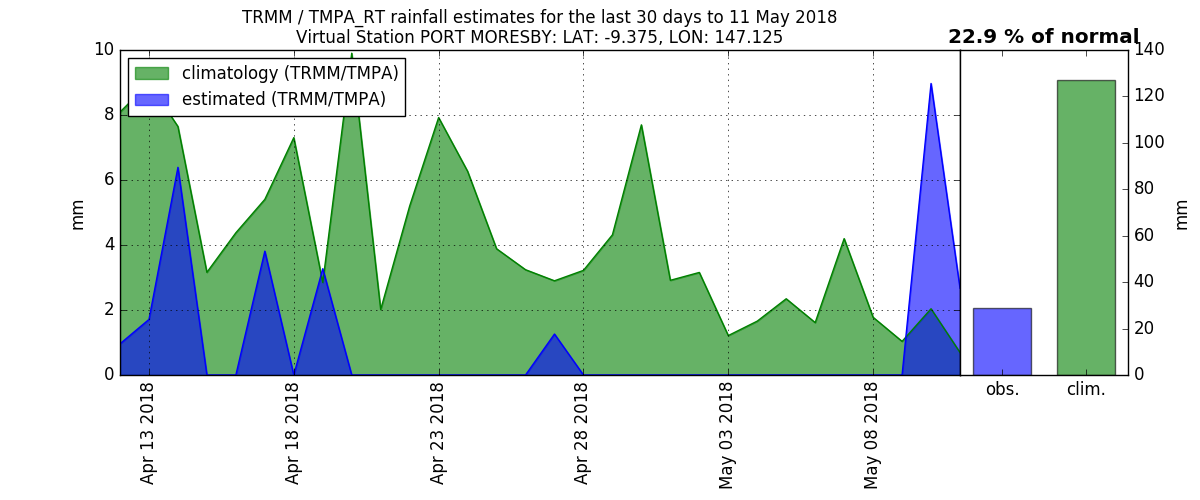 TRMM / TMPA_RT rainfall estimates for the last 30 days to 11 May 2018
Virtual Station PORT MORESBY: LAT: -9.375, LON: 147.125
22.9 % of normal
climatology (TRMM/TMPA)
estimated (TRMM/TMPA)
mm
10
8
6
4
2
0
Apr 13 2018
Apr 18 2018
Apr 23 2018
Apr 28 2018
May 03 2018
May 08 2018
140
120
100
80
60
40
20
0
mm
obs.
clim.